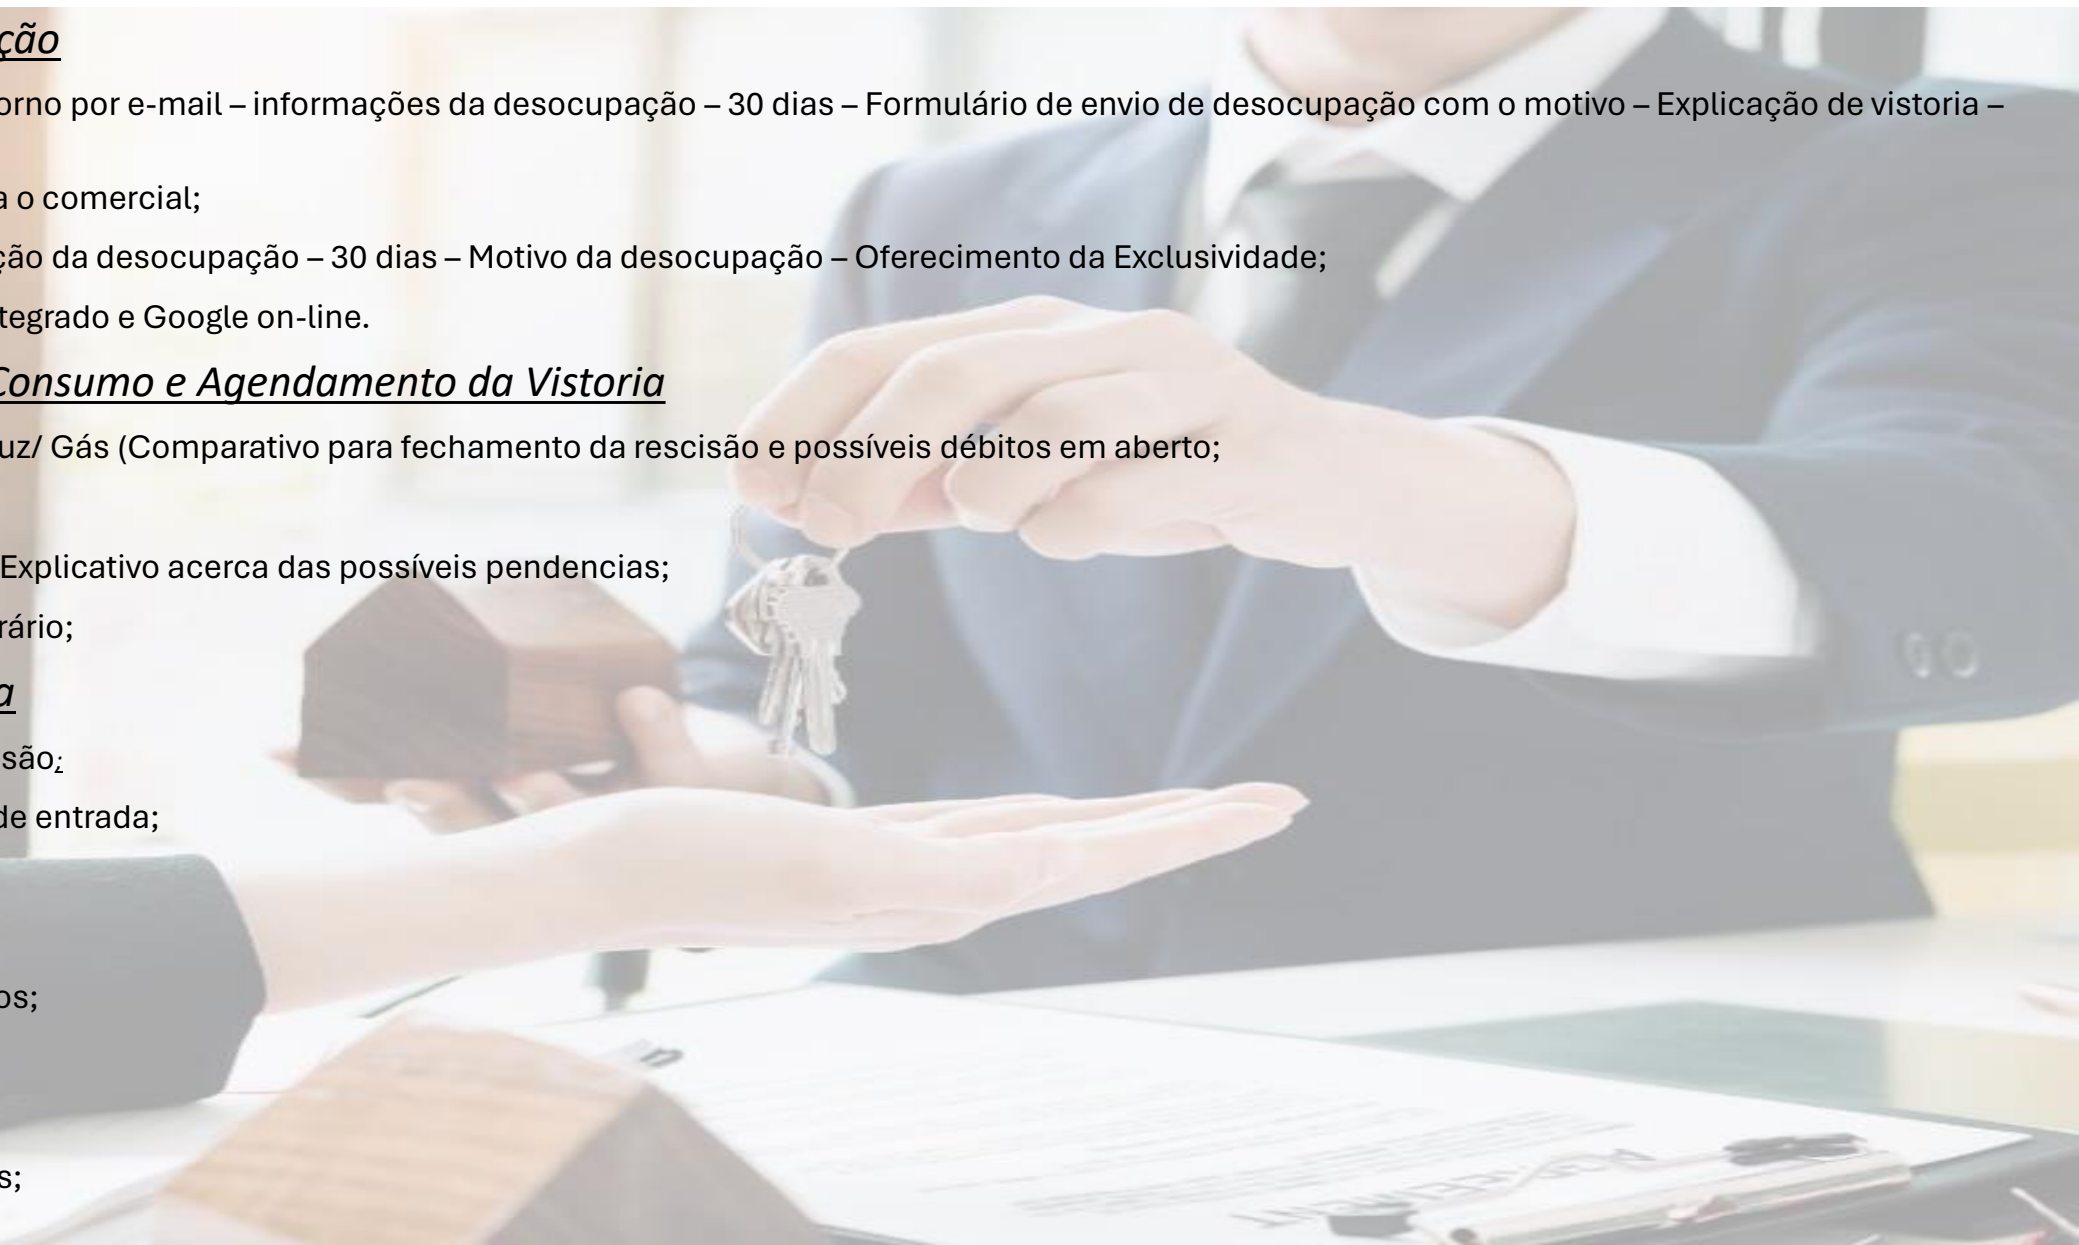 ção
orno por e-mail – informações da desocupação – 30 dias – Formulário de envio de desocupação com o motivo – Explicação de vistoria –
a o comercial;
ção da desocupação – 30 dias – Motivo da desocupação – Oferecimento da Exclusividade;
tegrado e Google on-line.
Consumo e Agendamento da Vistoria
uz/ Gás (Comparativo para fechamento da rescisão e possíveis débitos em aberto;
Explicativo acerca das possíveis pendencias;
rário;
a
são;
de entrada;
os;
s;
AGREEMENT